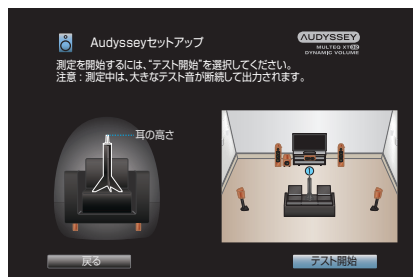 Audysseyセットアップ
AUDYSSEY
MULTEQ XT32
DYNAMIC VOLUME
測定を開始するには、“テスト開始”を選択してください。
注意：測定中は、大きなテスト音が断続して出力されます。
耳の高さ
1
戻る
テスト開始